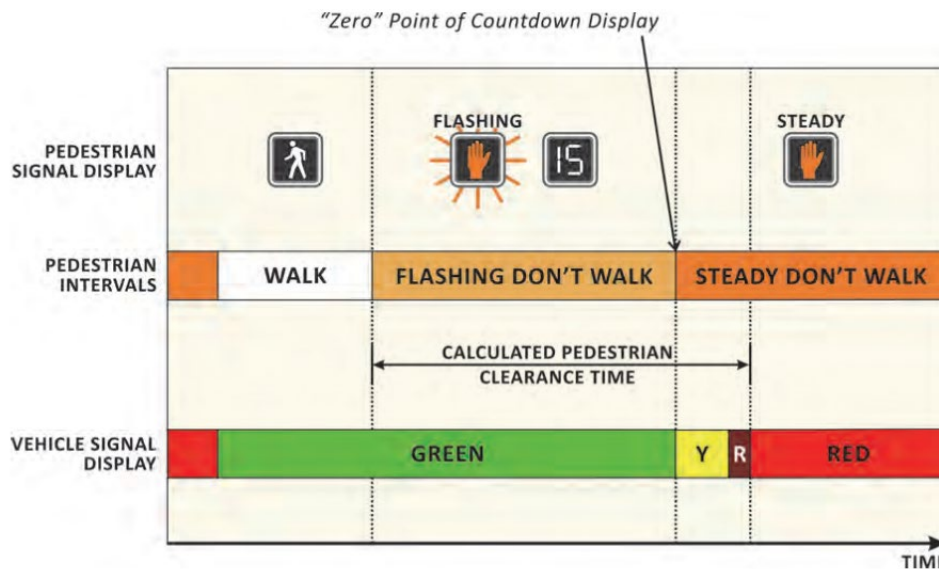 “Zero” Point of Countdown Display
FLASHING
STEADY
PEDESTRIAN
SIGNAL DISPLAY
15
PEDESTRIAN
INTERVALS
WALK
FLASHING DON’T WALK
STEADY DON’T WALK
CALCULATED PEDESTRIAN
CLEARANCE TIME
VEHICLE SIGNAL
DISPLAY
GREEN
Y
R
RED
TIME